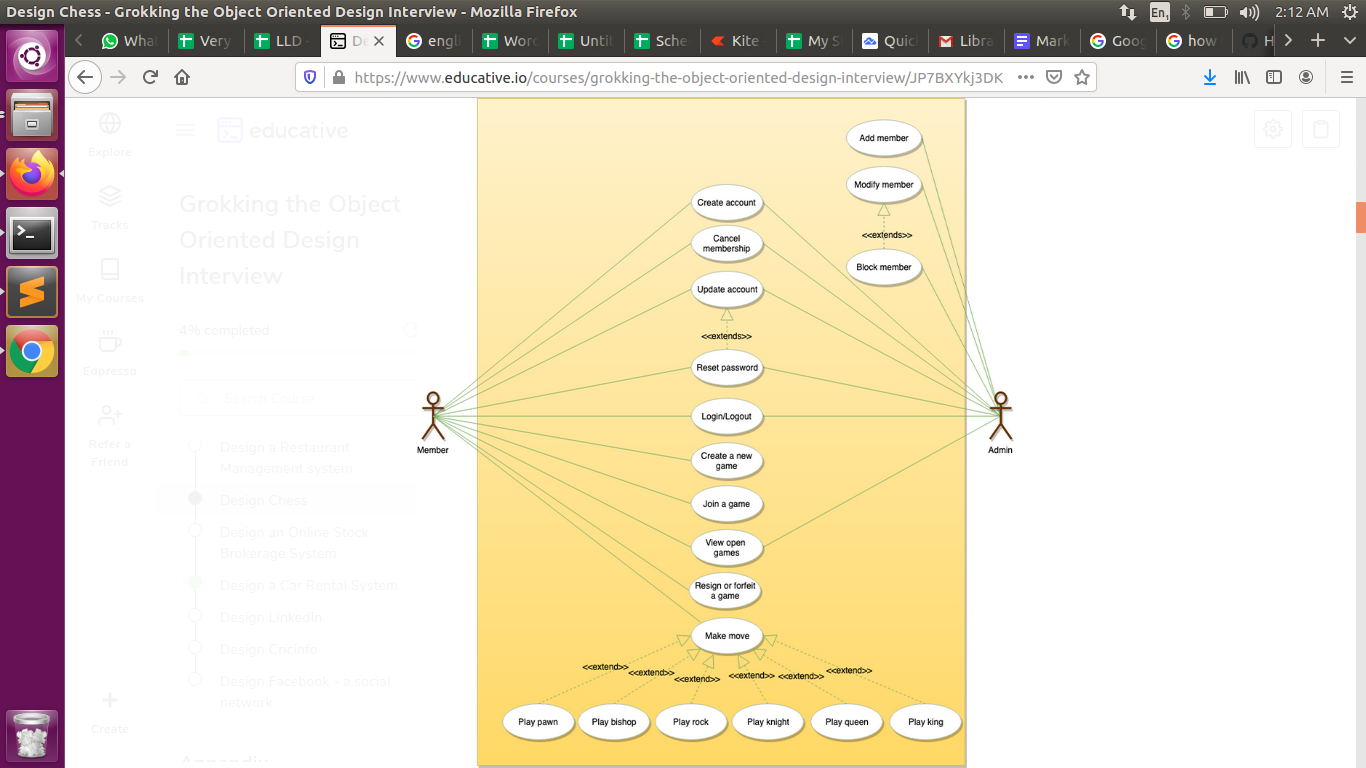 Design Chess - Grokking the Object Oriented Design Interview - Mozilla Firefox
En1
2:12 AM
What
Very
LLD -
De
engli
Word
Untit
Sche
Kite
My S
Quic
Libra
Mark
Goog
how
H
https://www.educative.io/courses/grokking-the-object-oriented-design-interview/JP7BXYkj3DK
Explore
Tracks
My Courses
Edpresso
Refer a
Friend
Create
educative
Grokking the Object
Oriented Design
Interview
4% completed
Search Course
Design a Restaurant
Management system
Design Chess
Design an Online Stock
Brokerage System
Design a Car Rental System
Design LinkedIn
Design Cricinfo
Design Facebook - a social
network
Appendix
Add member
Modify member
<<extends>>
Block member
Create account
Cancel
membership
Update account
<<extends>>
Reset password
Login/Logout
Create a new
game
Join a game
View open
games
Resign or forfeit
a game
Make move
Member
Admin
<<extend>>
<<extend>>
<<extend>>
<<extend>>
<<extend>>
<<extend>>
Play pawn
Play bishop
Play rock
Play knight
Play queen
Play king